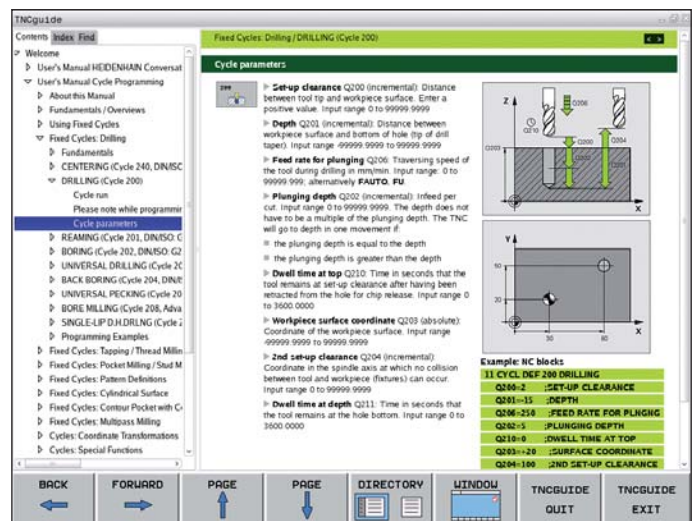 TNCguide
Contents Index Find
Welcome
User's Manual HEIDENHAIN Conversat
User's Manual Cycle Programming
About this Manual
Fundamentals / Overviews
Using Fixed Cycles
Fixed Cycles: Drilling
Fundamentals
CENTERING (Cycle 240, DIN/ISC
DRILLING (Cycle 200)
Cycle run
Please note while programmin
Cycle parameters
REAMING (Cycle 201, DIN/ISO: G
BORING (Cycle 202, DIN/ISO: G2
UNIVERSAL DRILLING (Cycle 20
BACK BORING (Cycle 204, DIN/I
UNIVERSAL PECKING (Cycle 20
BORE MILLING (Cycle 208, Adva
SINGLE-LIP D.H.DRLNG (Cycle 2
Programming Examples
Fixed Cycles: Tapping / Thread Millin
Fixed Cycles: Pocket Milling / Stud M
Fixed Cycles: Pattern Definitions
Fixed Cycles: Cylindrical Surface
Fixed Cycles: Contour Pocket with C
Fixed Cycles: Multipass Milling
Cycles: Coordinate Transformations
Cycles: Special Functions
Fixed Cycles: Drilling / DRILLING (Cycle 200)
Cycle parameters
200
Set-up clearance Q200 (incremental): Distance
between tool tip and workpiece surface. Enter a
positive value. Input range 0 to 99999.9999
Depth Q201 (incremental): Distance between
workpiece surface and bottom of hole (tip of drill
taper). Input range -99999.9999 to 99999.9999
Feed rate for plunging Q206: Traversing speed of
the tool during drilling in mm/min. Input range: 0 to
99999.999; alternatively FAUTO, FU.
Plunging depth Q202 (incremental): Infeed per
cut. Input range 0 to 99999.9999. The depth does not
have to be a multiple of the plunging depth. The TNC
will go to depth in one movement if:
the plunging depth is equal to the depth
the plunging depth is greater than the depth
Dwell time at top Q210: Time in seconds that the
tool remains at set-up clearance after having been
retracted from the hole for chip release. Input range 0
to 3600.0000
Workpiece surface coordinate Q203 (absolute):
Coordinate of the workpiece surface. Input range
-99999.9999 to 99999.9999
2nd set-up clearance Q204 (incremental):
Coordinate in the spindle axis at which no collision
between tool and workpiece (fixtures) can occur.
Input range 0 to 99999.9999
Dwell time at depth Q211: Time in seconds that
the tool remains at the hole bottom. Input range 0 to
3600.0000
Z
Q206
Q210
Q200
Q204
Q203
Q202
Q201
X
Y
50
20
30
80
X
Example: NC blocks
11 CYCL DEF 200 DRILLING
Q200=2 ;SET-UP CLEARANCE
Q201=-15 ;DEPTH
Q206=250 ;FEED RATE FOR PLNGNG
Q202=5 ;PLUNGING DEPTH
Q210=0 ;DWELL TIME AT TOP
Q203=+20 ;SURFACE COORDINATE
Q204=100 ;2ND SET-UP CLEARANCE
BACK
FORWARD
PAGE
PAGE
DIRECTORY
WINDOW
TNCGUIDE
QUIT
TNCGUIDE
EXIT